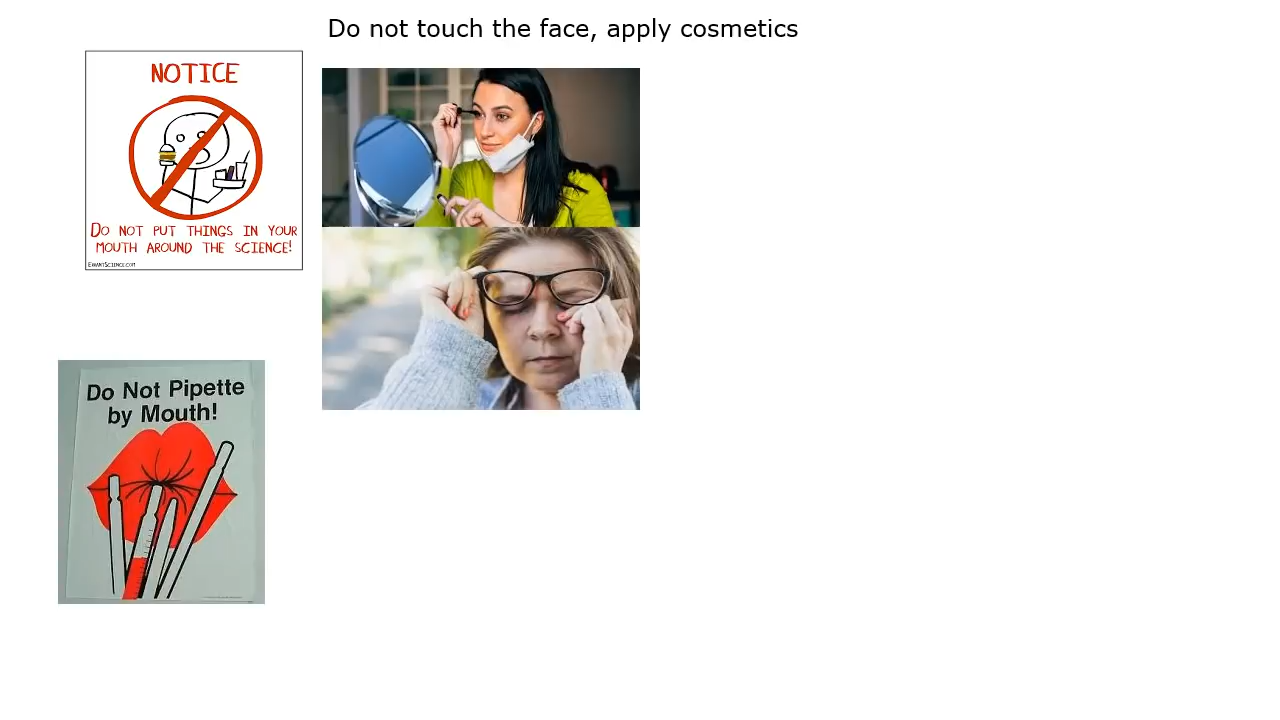 Do not touch the face, apply cosmetics
NOTICE
DO NOT PUT THINGS IN YOUR
MOUTH AROUND THE SCIENCE!
Do Not Pipette
by Mouth!